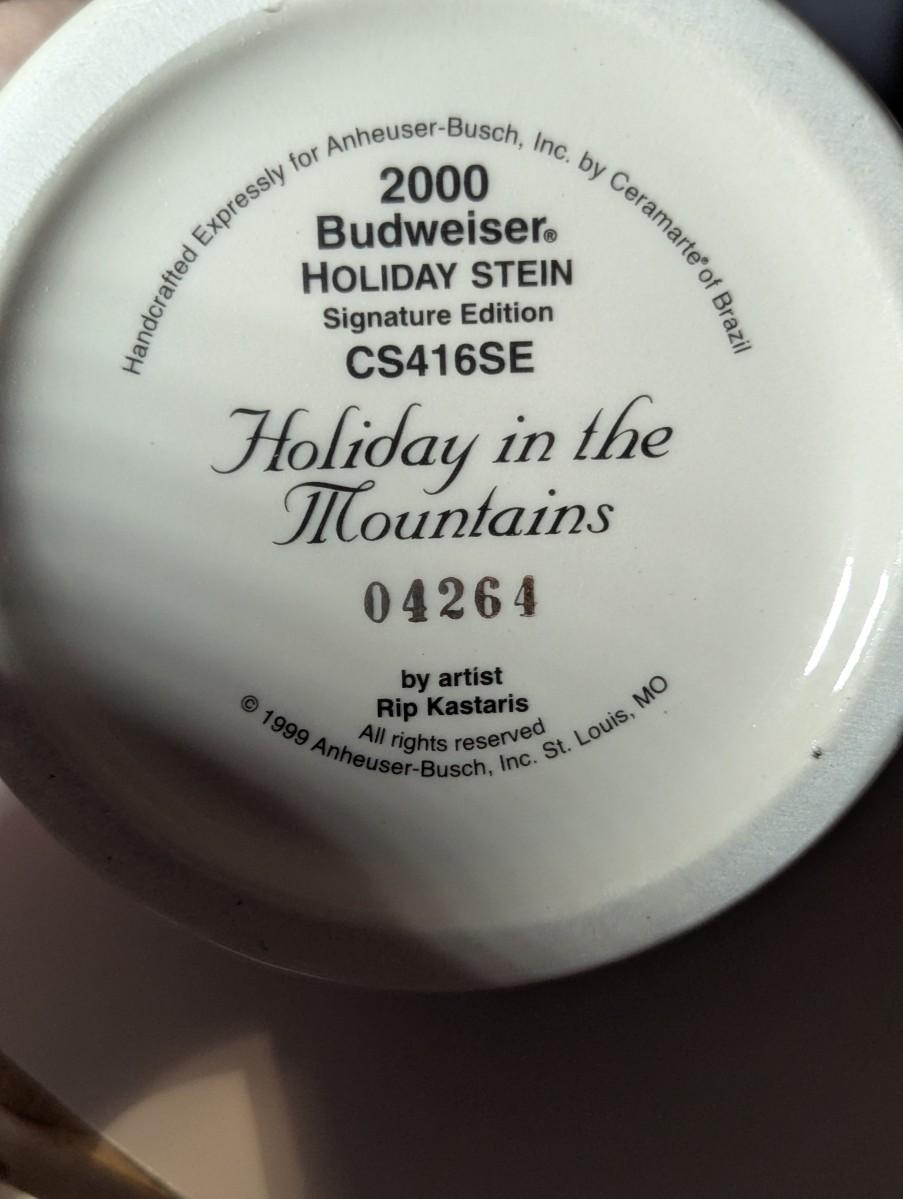 Handcrafted Expressly for Anheuser-Busch, Inc. by Ceramarte® of Brazil
2000
Budweiser®
HOLIDAY STEIN
Signature Edition
CS416SE
Holiday in the
Mountains
04264
by artist
Rip Kastaris
All rights reserved
© 1999 Anheuser-Busch, Inc. St. Louis, MO